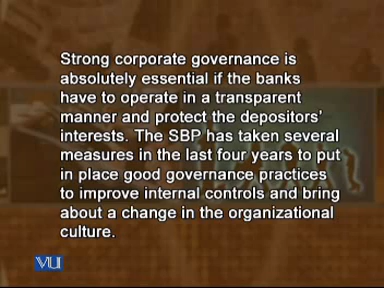 Strong corporate governance is
absolutely essential if the banks
have to operate in a transparent
manner and protect the depositors'
interests. The SBP has taken several
measures in the last four years to put
in place good governance practices
to improve internal controls and bring
about a change in the organizational
culture.
VU